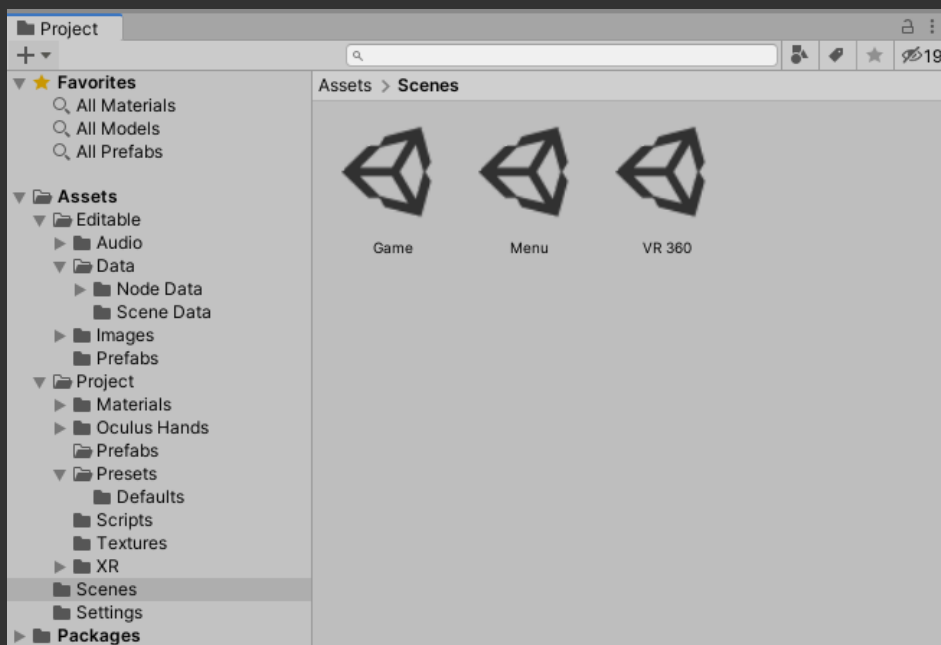 Project
19
Favorites
All Materials
All Models
All Prefabs
Assets
Editable
Audio
Data
Node Data
Scene Data
Images
Prefabs
Project
Materials
Oculus Hands
Prefabs
Presets
Defaults
Scripts
Textures
XR
Scenes
Settings
Packages
Assets > Scenes
Game
Menu
VR 360